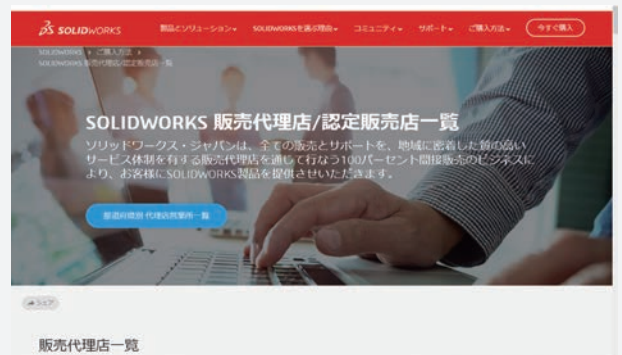 SOLIDWORKS
製品とソリューション
SOLIDWORKSを選ぶ理由
コミュニティ
サポート
ご購入方法
今すぐ購入
SOLIDWORKS > ご購入方法 >
SOLIDWORKS 販売代理店/認定販売店一覧
SOLIDWORKS 販売代理店/認定販売店一覧
ソリッドワークス・ジャパンは、全ての販売とサポートを、地域に密着した質の高い
サービス体制を有する販売代理店を通して行なう100パーセント間接販売のビジネスに
より、お客様にSOLIDWORKS製品を提供させいただきます。
都道府県別 代理店営業所一覧
シェア
販売代理店一覧